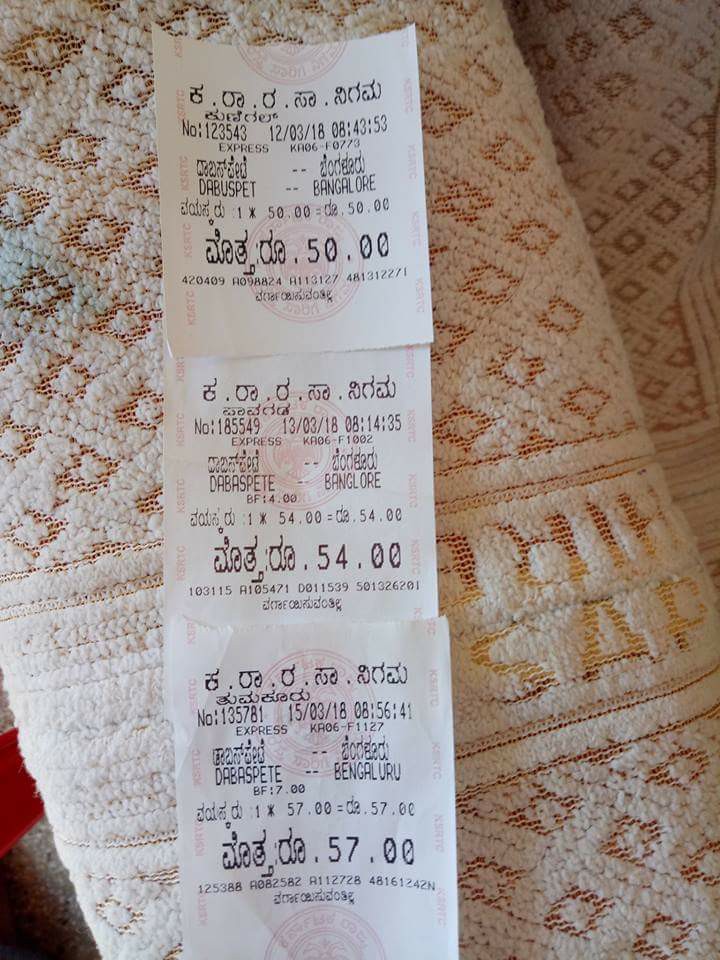 ಕ.ರಾ.ರ.ಸಾ.ನಿಗಮ
ಕುಣಿಗಲ್
No:123543 12/03/18 08:43:53
EXPRESS KA06-F0773
ದಾಬಸ್‌ಪೇಟೆ -- ಬೆಂಗಳೂರು
DABUSPET -- BANGALORE
ವಯಸ್ಕರು :1 * 50.00=ರೂ.50.00
ಮೊತ್ತ:ರೂ.50.00
420409 A098824 A113127 481312271
ವರ್ಗಾಯಿಸುವಂತಿಲ್ಲ
ಕ.ರಾ.ರ.ಸಾ.ನಿಗಮ
ಪಾವಗಡ
No:185549 13/03/18 08:14:35
EXPRESS KA06-F1002
ದಾಬಸ್‌ಪೇಟೆ -- ಬೆಂಗಳೂರು
DABASPETE -- BANGLORE
BF:4.00
ವಯಸ್ಕರು :1 * 54.00=ರೂ.54.00
ಮೊತ್ತ:ರೂ.54.00
103115 A105471 D011539 501326201
ವರ್ಗಾಯಿಸುವಂತಿಲ್ಲ
ಕ.ರಾ.ರ.ಸಾ.ನಿಗಮ
ತುಮಕೂರು
No:135781 15/03/18 08:56:41
EXPRESS KA06-F1127
ಡಾಬಸ್‌ಪೇಟೆ -- ಬೆಂಗಳೂರು
DABASPETE -- BENGALURU
BF:7.00
ವಯಸ್ಕರು :1 * 57.00=ರೂ.57.00
ಮೊತ್ತ:ರೂ.57.00
125388 A082582 A112728 48161242N
ವರ್ಗಾಯಿಸುವಂತಿಲ್ಲ
KSRTC